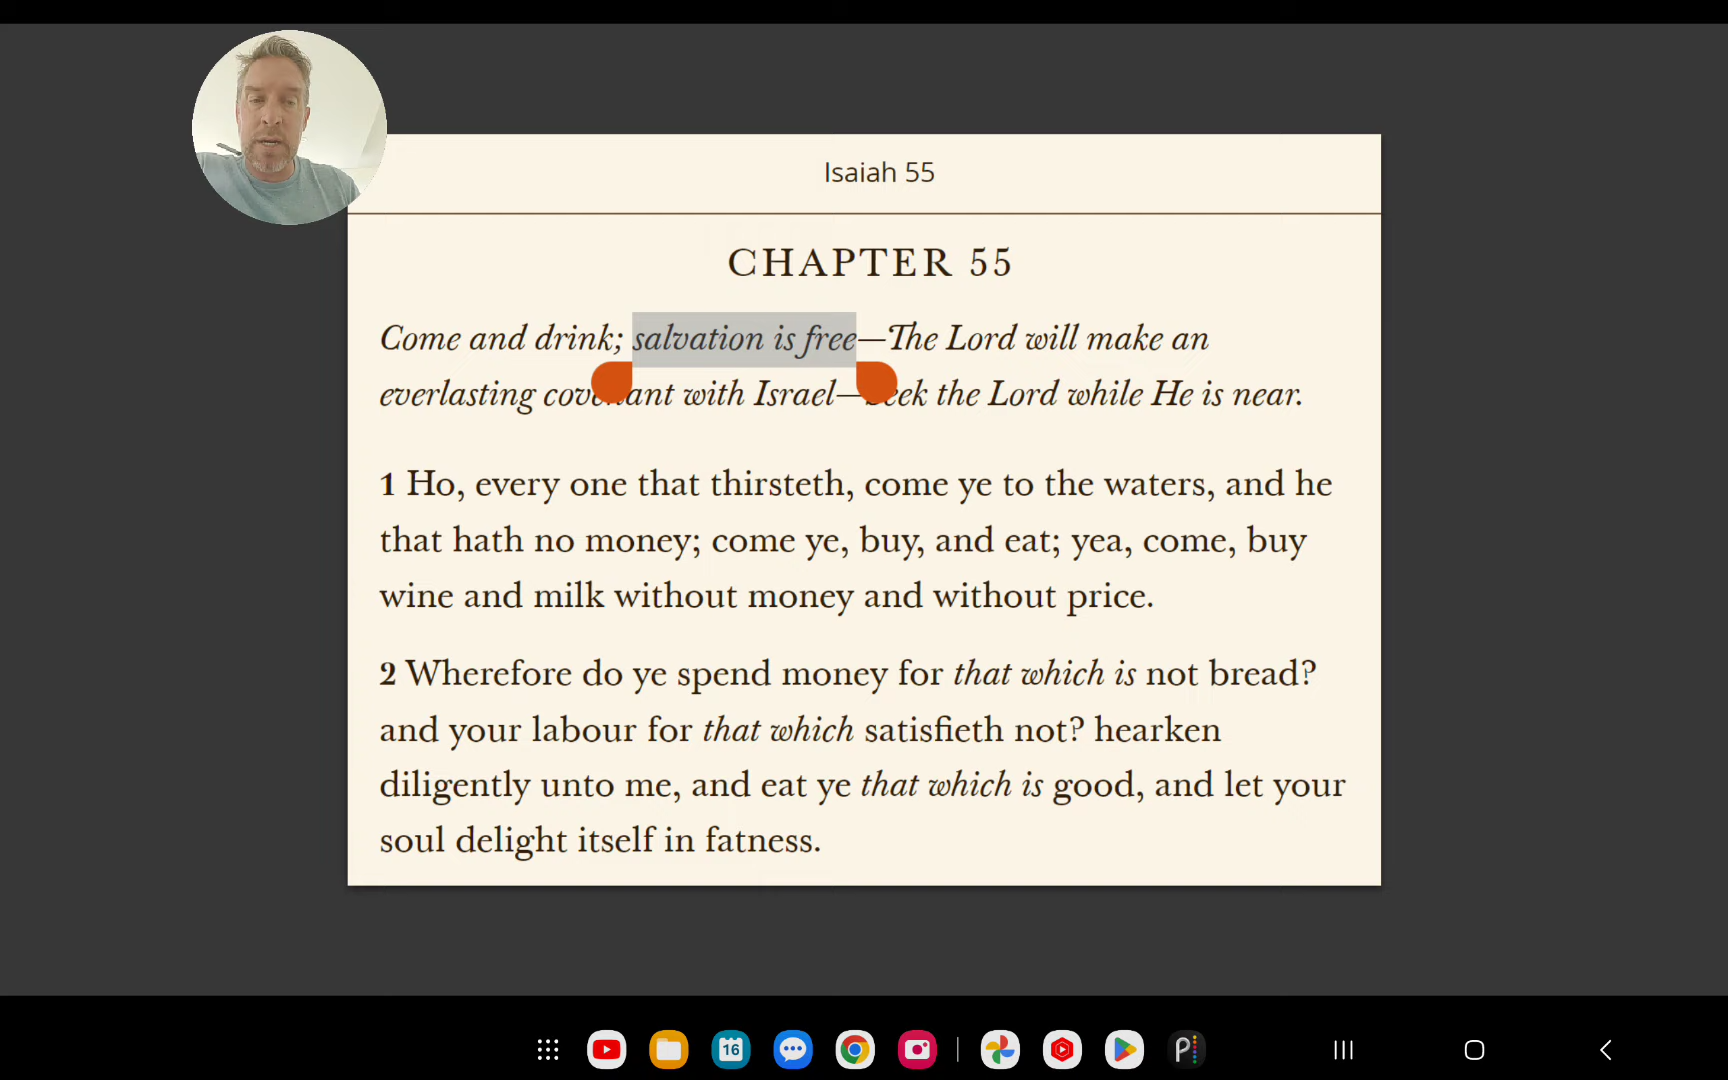 Isaiah 55
CHAPTER 55
Come and drink; salvation is free—The Lord will make an
everlasting covenant with Israel—Seek the Lord while He is near.
1 Ho, every one that thirsteth, come ye to the waters, and he
that hath no money; come ye, buy, and eat; yea, come, buy
wine and milk without money and without price.
2 Wherefore do ye spend money for that which is not bread?
and your labour for that which satisfieth not? hearken
diligently unto me, and eat ye that which is good, and let your
soul delight itself in fatness.
16